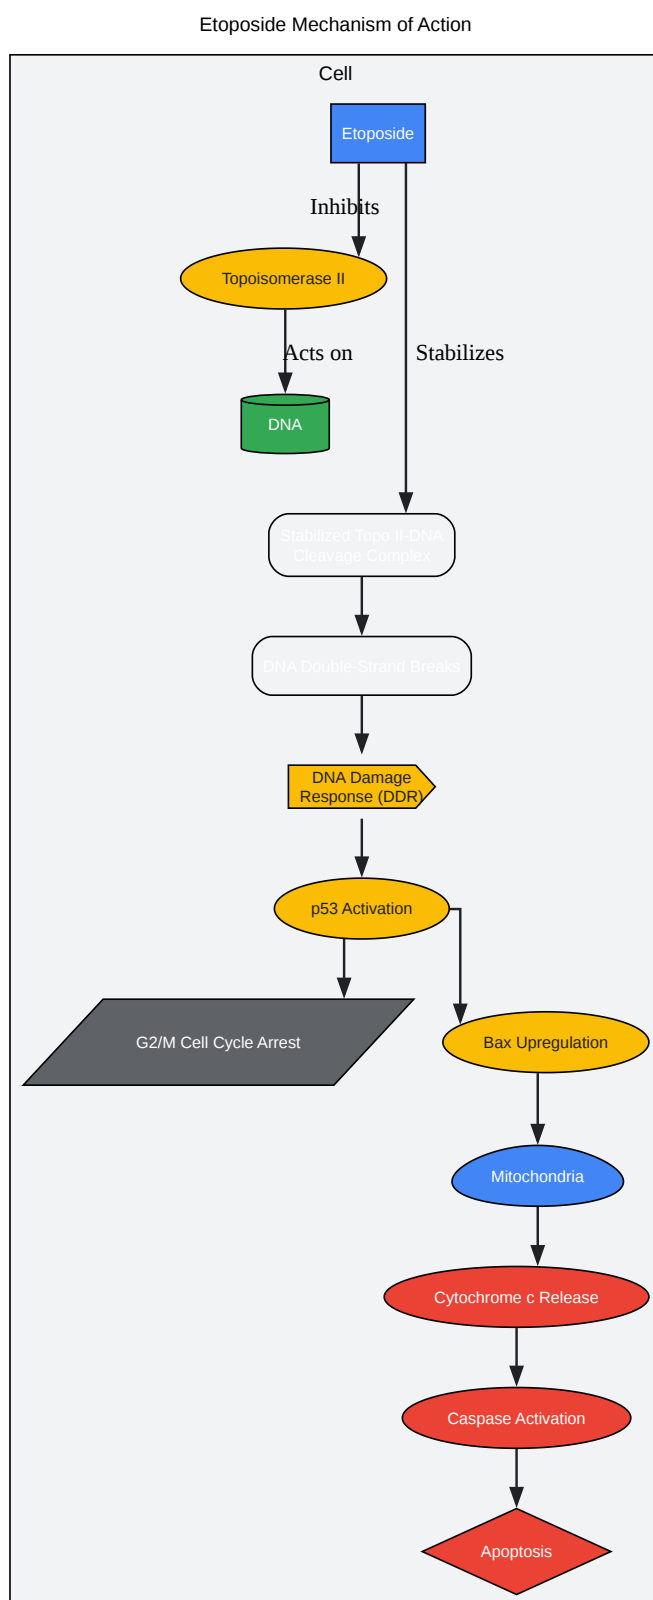 Etoposide Mechanism of Action
Cell
Etoposide
Inhibits
Topoisomerase II
Acts on
Stabilizes
DNA
Stabilized Topo II-DNA
Cleavage Complex
DNA Double-Strand Breaks
DNA Damage
Response (DDR)
p53 Activation
G2/M Cell Cycle Arrest
Bax Upregulation
Mitochondria
Cytochrome c Release
Caspase Activation
Apoptosis